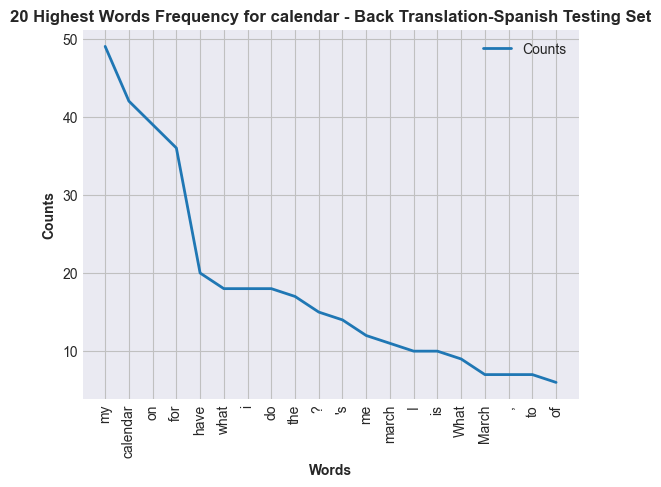 20 Highest Words Frequency for calendar - Back Translation-Spanish Testing Set
Counts
50
40
30
20
10
Counts
my
calendar
on
for
have
what
i
do
the
?
's
me
march
I
is
What
March
,
to
of
Words